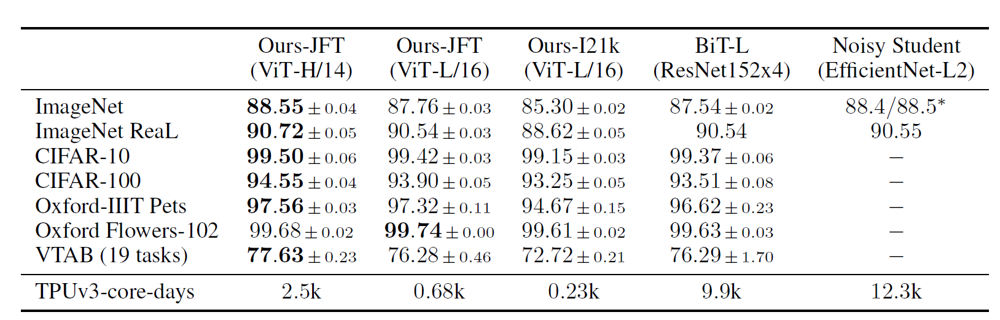 Ours-JFT Ours-JFT Ours-I21k BiT-L Noisy Student
(ViT-H/14) (ViT-L/16) (ViT-L/16) (ResNet152x4) (EfficientNet-L2)
ImageNet 88.55 ± 0.04 87.76 ± 0.03 85.30 ± 0.02 87.54 ± 0.02 88.4/88.5*
ImageNet ReaL 90.72 ± 0.05 90.54 ± 0.03 88.62 ± 0.05 90.54 90.55
CIFAR-10 99.50 ± 0.06 99.42 ± 0.03 99.15 ± 0.03 99.37 ± 0.06 −
CIFAR-100 94.55 ± 0.04 93.90 ± 0.05 93.25 ± 0.05 93.51 ± 0.08 −
Oxford-IIIT Pets 97.56 ± 0.03 97.32 ± 0.11 94.67 ± 0.15 96.62 ± 0.23 −
Oxford Flowers-102 99.68 ± 0.02 99.74 ± 0.00 99.61 ± 0.02 99.63 ± 0.03 −
VTAB (19 tasks) 77.63 ± 0.23 76.28 ± 0.46 72.72 ± 0.21 76.29 ± 1.70 −
TPUv3-core-days 2.5k 0.68k 0.23k 9.9k 12.3k